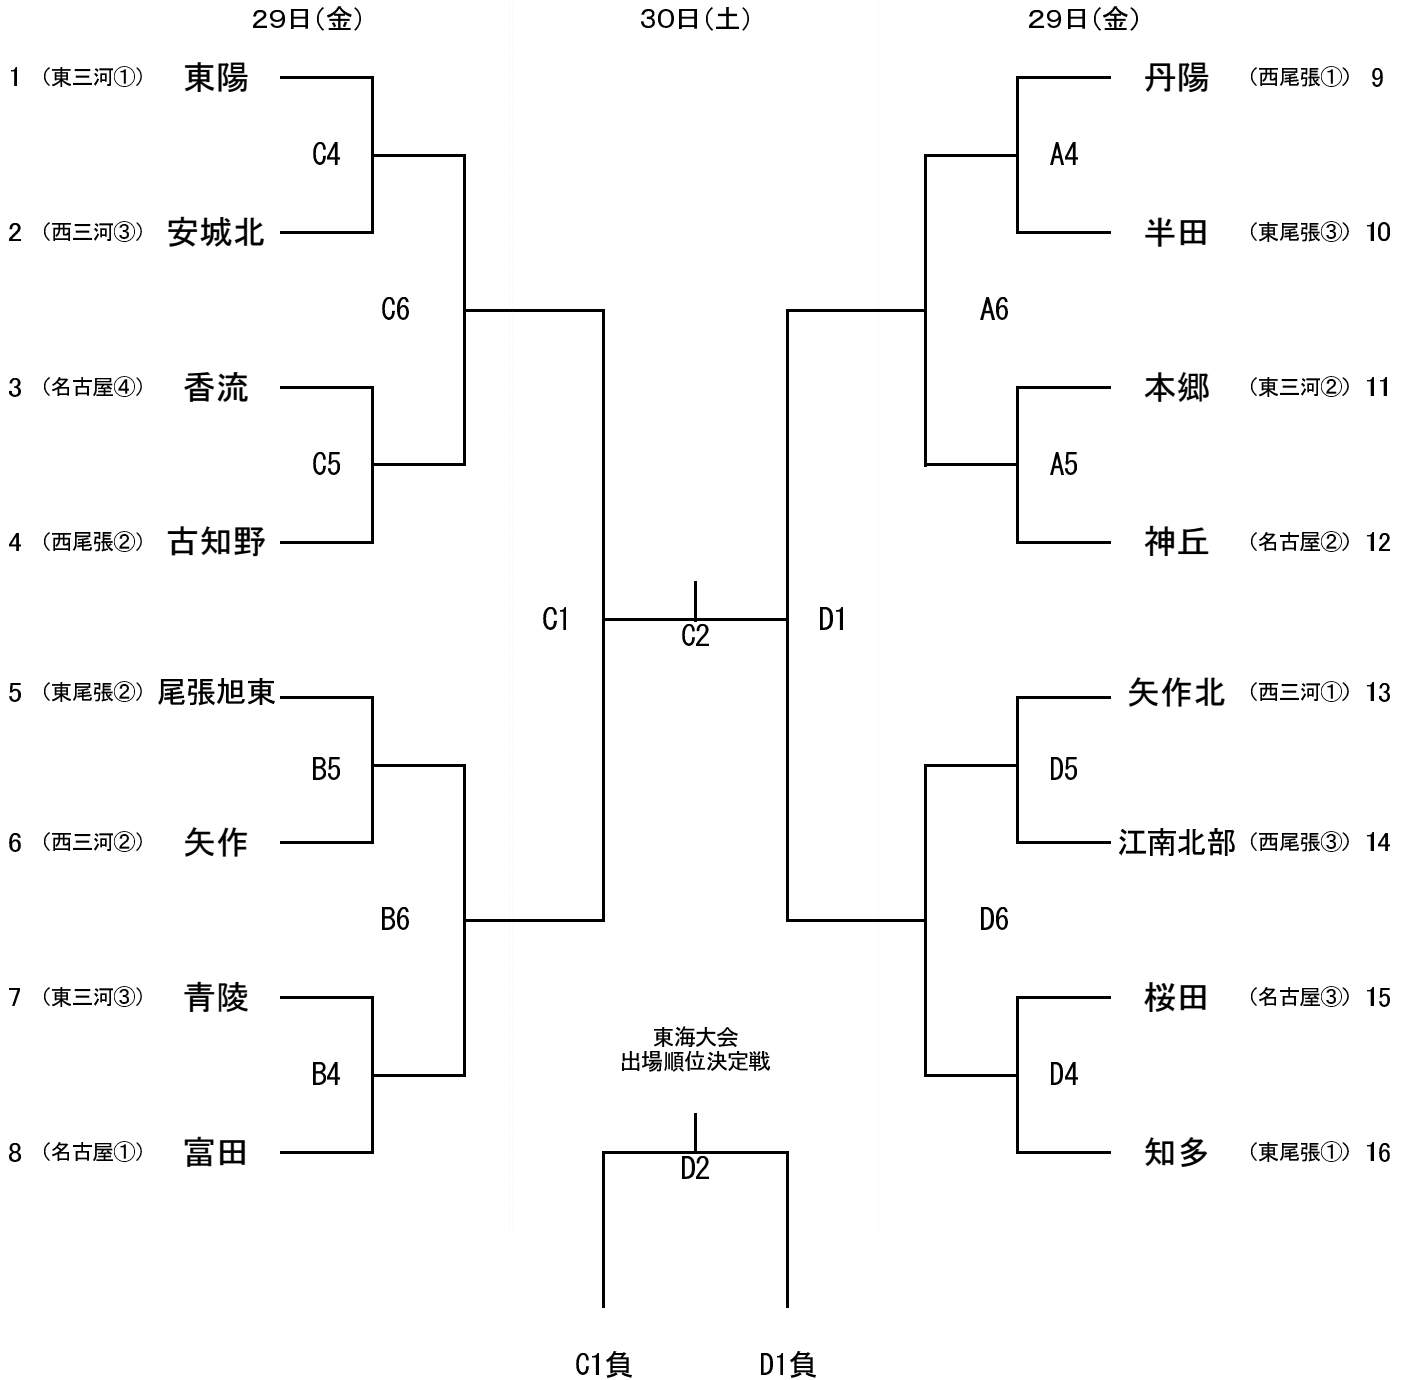 29日(金) 30日(土) 29日(金)
1 (東三河①) 東陽
丹陽 (西尾張①) 9
C4
A4
2 (西三河③) 安城北
半田 (東尾張③) 10
C6
A6
3 (名古屋④) 香流
本郷 (東三河②) 11
C5
A5
4 (西尾張②) 古知野
神丘 (名古屋②) 12
C1
D1
C2
5 (東尾張②) 尾張旭東
矢作北 (西三河①) 13
B5
D5
6 (西三河②) 矢作
江南北部 (西尾張③) 14
B6
D6
7 (東三河③) 青陵
桜田 (名古屋③) 15
東海大会
出場順位決定戦
B4
D4
8 (名古屋①) 富田
知多 (東尾張①) 16
D2
C1負 D1負